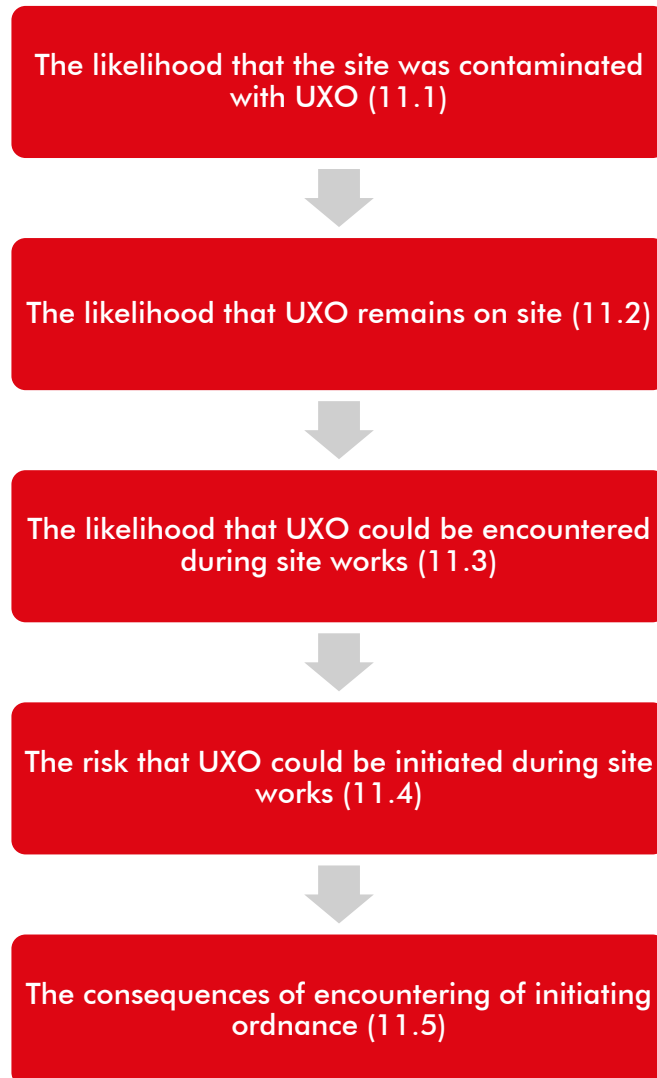 The likelihood that the site was contaminated
with UXO (11.1)
The likelihood that UXO remains on site (11.2)
The likelihood that UXO could be encountered
during site works (11.3)
The risk that UXO could be initiated during site
works (11.4)
The consequences of encountering of initiating
ordnance (11.5)